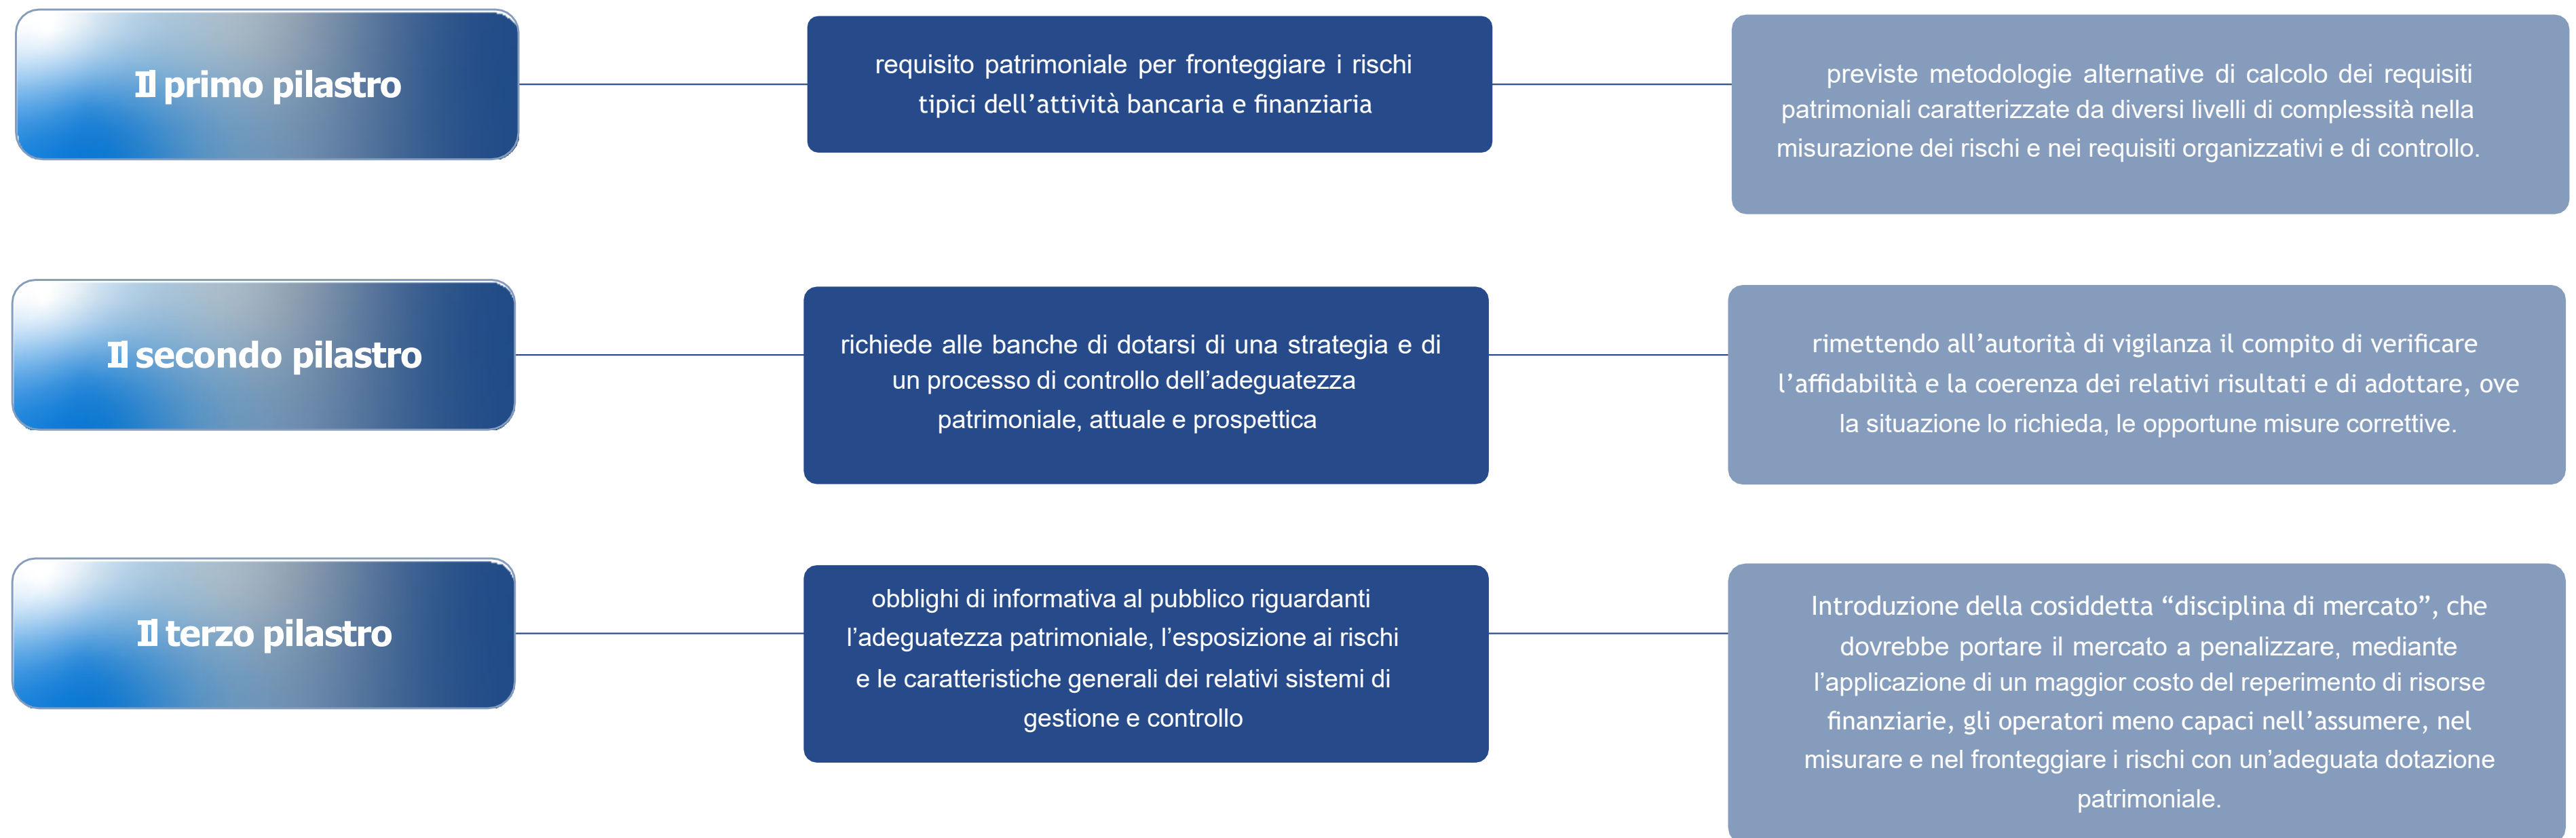 Il primo pilastro
requisito patrimoniale per fronteggiare i rischi
tipici dell’attività bancaria e finanziaria
previste metodologie alternative di calcolo dei requisiti
patrimoniali caratterizzate da diversi livelli di complessità nella
misurazione dei rischi e nei requisiti organizzativi e di controllo.
Il secondo pilastro
richiede alle banche di dotarsi di una strategia e di
un processo di controllo dell’adeguatezza
patrimoniale, attuale e prospettica
rimettendo all’autorità di vigilanza il compito di verificare
l’affidabilità e la coerenza dei relativi risultati e di adottare, ove
la situazione lo richieda, le opportune misure correttive.
Il terzo pilastro
obblighi di informativa al pubblico riguardanti
l’adeguatezza patrimoniale, l’esposizione ai rischi
e le caratteristiche generali dei relativi sistemi di
gestione e controllo
Introduzione della cosiddetta “disciplina di mercato”, che
dovrebbe portare il mercato a penalizzare, mediante
l’applicazione di un maggior costo del reperimento di risorse
finanziarie, gli operatori meno capaci nell’assumere, nel
misurare e nel fronteggiare i rischi con un’adeguata dotazione
patrimoniale.